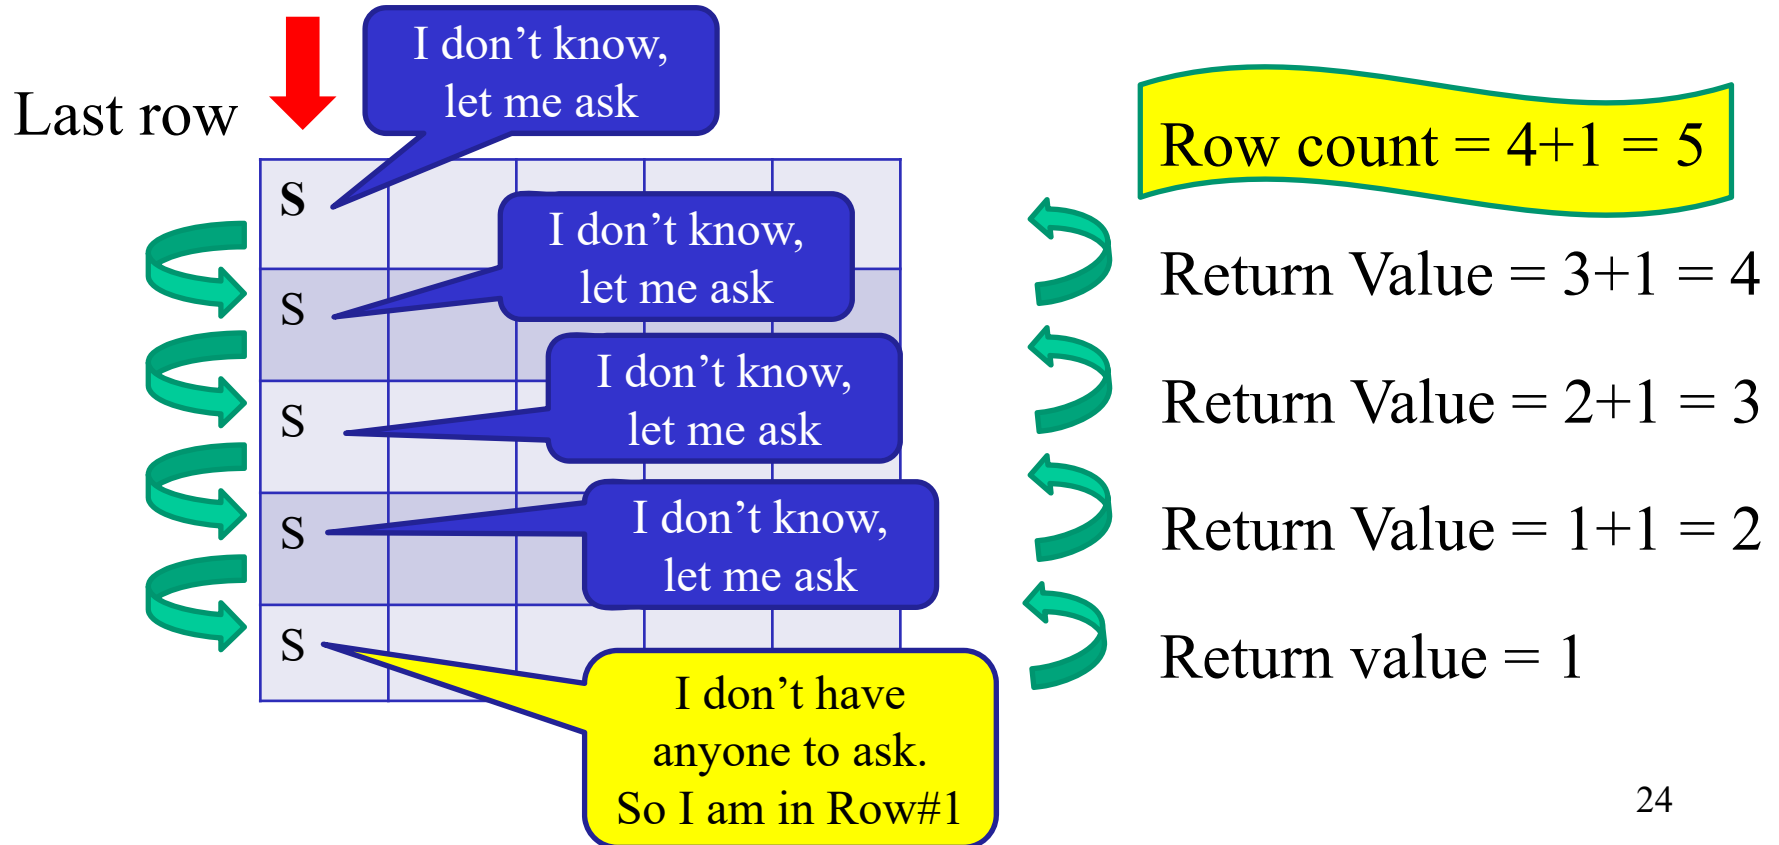 I don’t know,
let me ask
Last row
Row count = 4+1 = 5
S
I don’t know,
let me ask
Return Value = 3+1 = 4
S
I don’t know,
let me ask
Return Value = 2+1 = 3
S
I don’t know,
let me ask
Return Value = 1+1 = 2
S
S
Return value = 1
I don’t have
anyone to ask.
So I am in Row#1
24